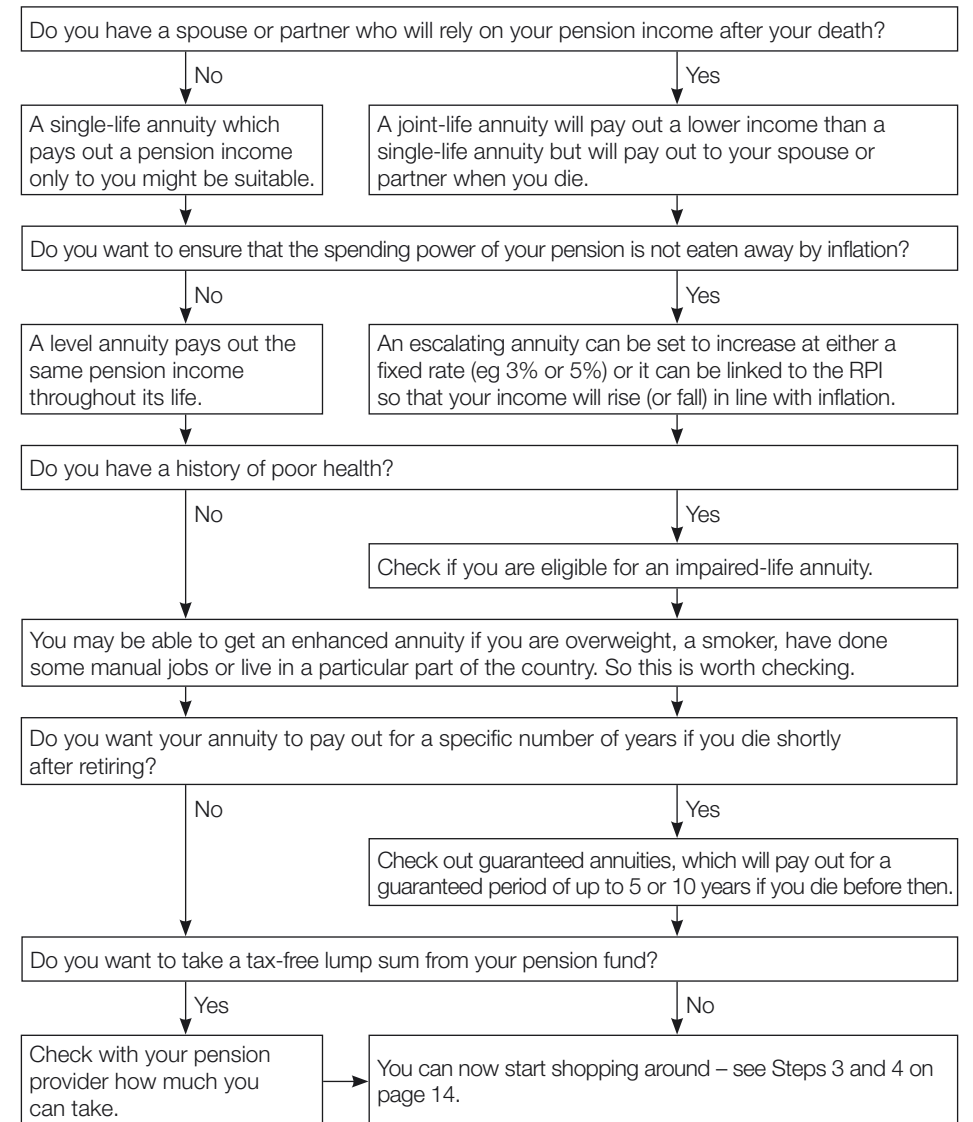 Do you have a spouse or partner who will rely on your pension income after your death?
No
Yes
A single-life annuity which
pays out a pension income
only to you might be suitable.
A joint-life annuity will pay out a lower income than a
single-life annuity but will pay out to your spouse or
partner when you die.
Do you want to ensure that the spending power of your pension is not eaten away by inflation?
No
Yes
A level annuity pays out the
same pension income
throughout its life.
An escalating annuity can be set to increase at either a
fixed rate (eg 3% or 5%) or it can be linked to the RPI
so that your income will rise (or fall) in line with inflation.
Do you have a history of poor health?
No
Yes
Check if you are eligible for an impaired-life annuity.
You may be able to get an enhanced annuity if you are overweight, a smoker, have done
some manual jobs or live in a particular part of the country. So this is worth checking.
Do you want your annuity to pay out for a specific number of years if you die shortly
after retiring?
No
Yes
Check out guaranteed annuities, which will pay out for a
guaranteed period of up to 5 or 10 years if you die before then.
Do you want to take a tax-free lump sum from your pension fund?
Yes
No
Check with your pension
provider how much you
can take.
You can now start shopping around – see Steps 3 and 4 on
page 14.